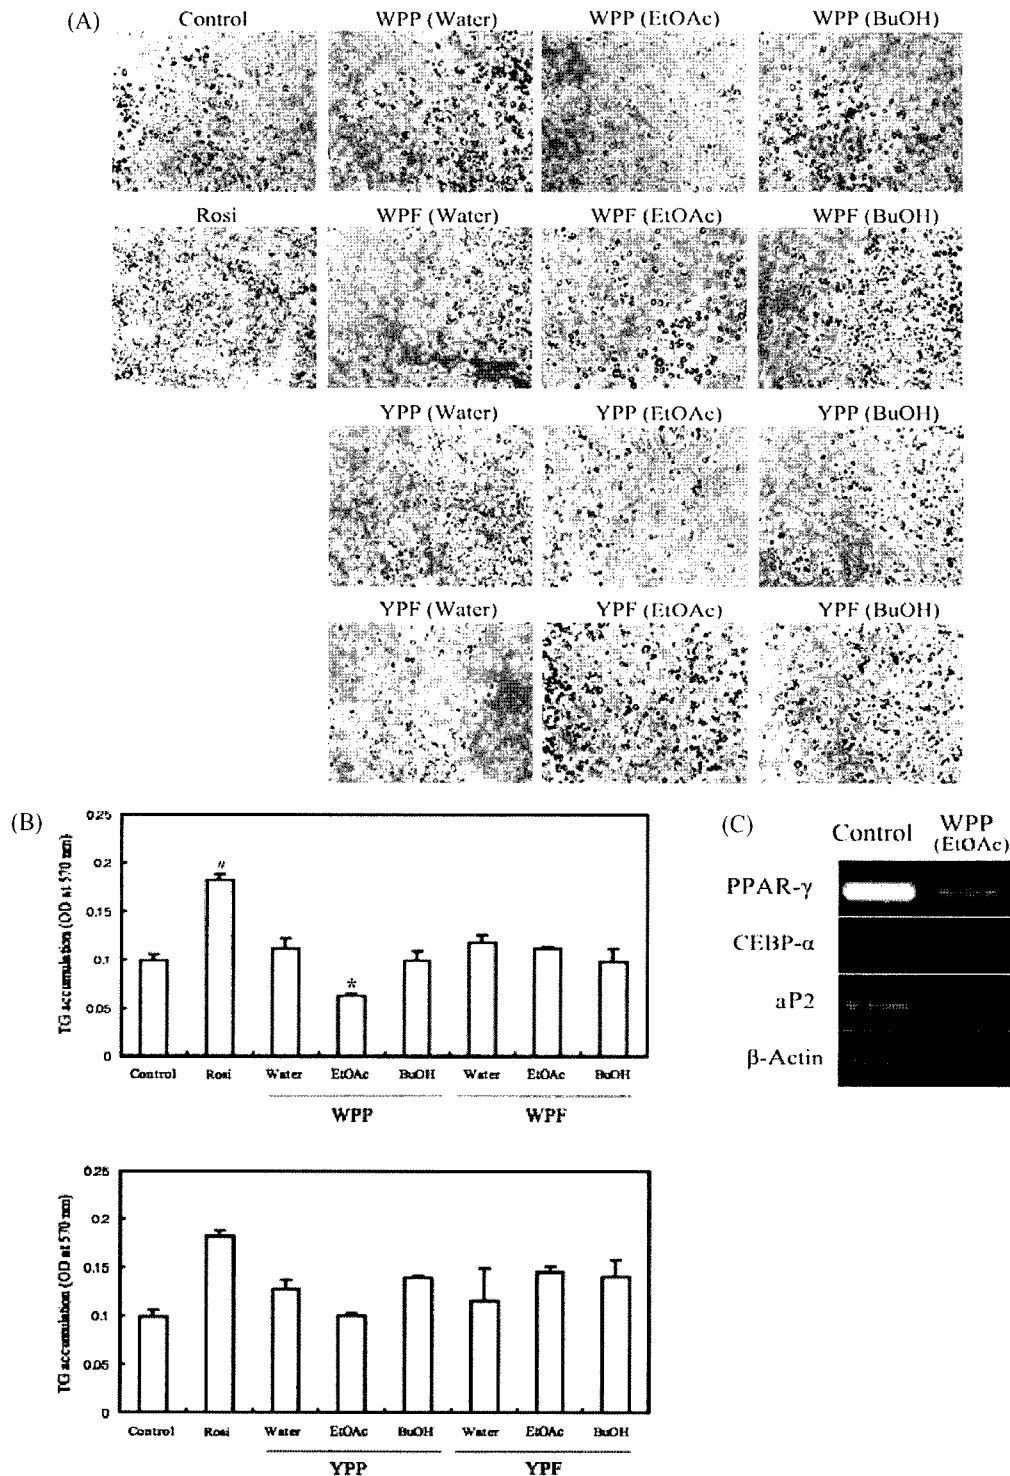 (A)
Control WPP (Water) WPP (EtOAc) WPP (BuOH)
Rosi WPF (Water) WPF (EtOAc) WPF (BuOH)
YPP (Water) YPP (EtOAc) YPP (BuOH)
YPF (Water) YPF (EtOAc) YPF (BuOH)
(B)
TG accumulation (OD at 570 nm)
0.25
0.2
0.15
0.1
0.05
0
#
*
Control Rosi Water EtOAc BuOH Water EtOAc BuOH
WPP WPF
(C)
Control WPP
(EtOAc)
PPAR-γ
CEBP-α
aP2
β-Actin
TG accumulation (OD at 570 nm)
0.25
0.2
0.15
0.1
0.05
0
Control Rosi Water EtOAc BuOH Water EtOAc BuOH
YPP YPF